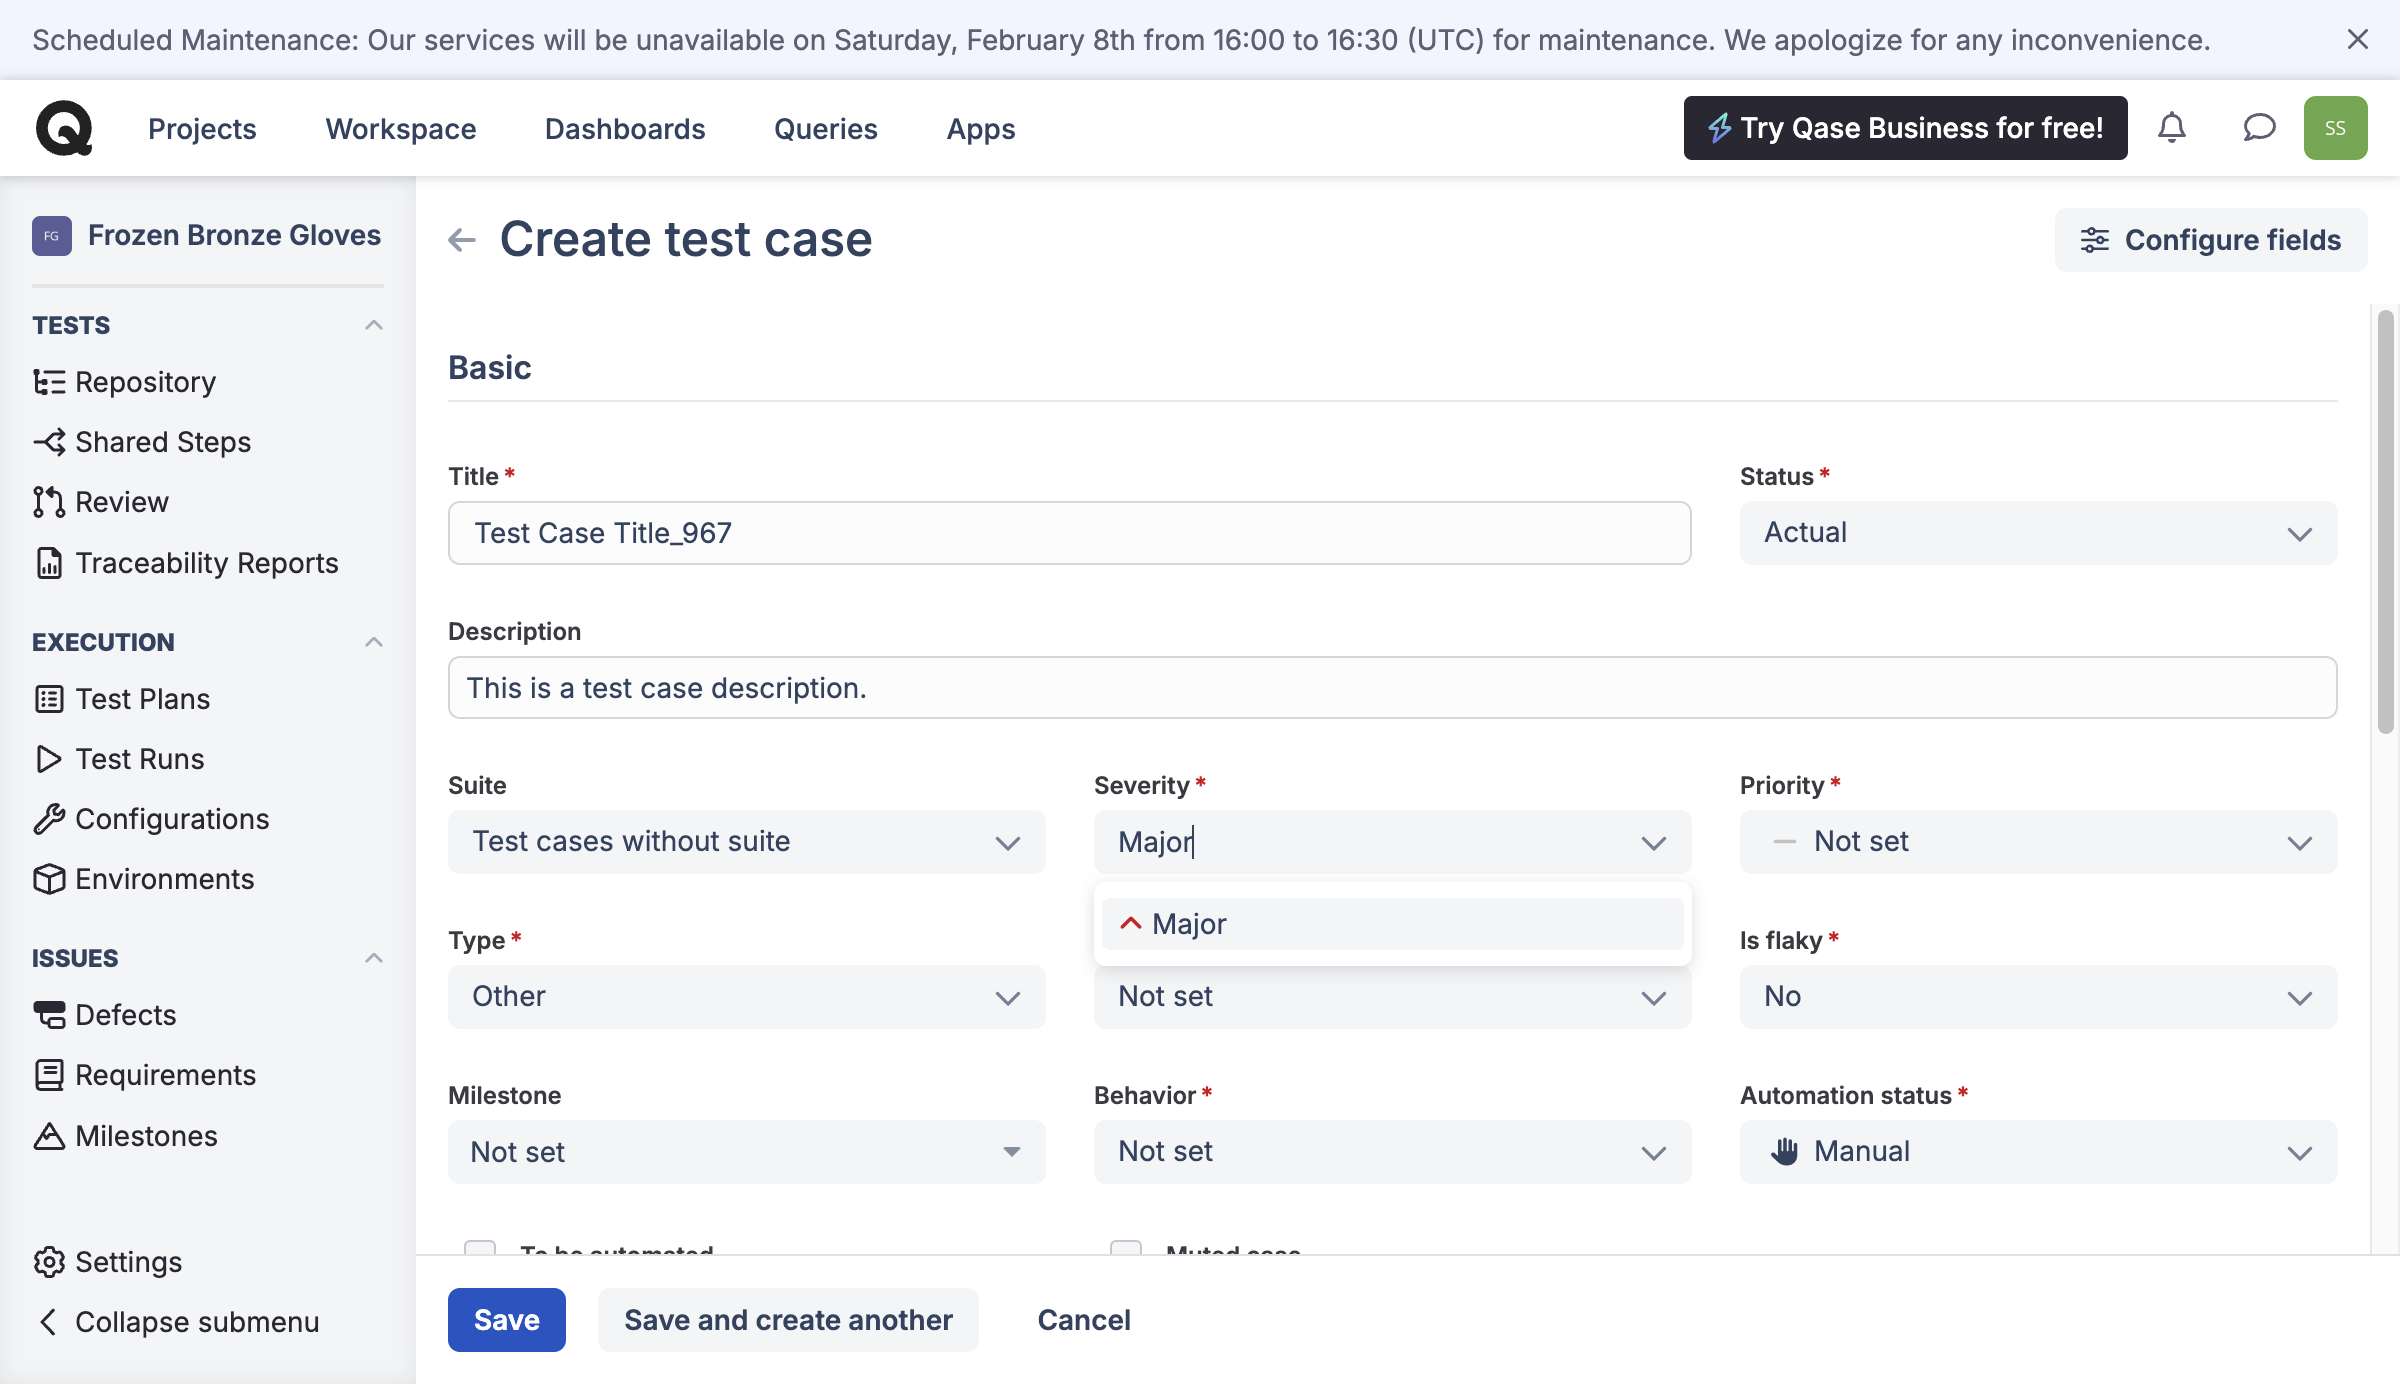 Scheduled Maintenance: Our services will be unavailable on Saturday, February 8th from 16:00 to 16:30 (UTC) for maintenance. We apologize for any inconvenience.
Projects
Workspace
Dashboards
Queries
Apps
Try Qase Business for free!
SS
FG
Frozen Bronze Gloves
TESTS
Repository
Shared Steps
Review
Traceability Reports
EXECUTION
Test Plans
Test Runs
Configurations
Environments
ISSUES
Defects
Requirements
Milestones
Settings
Collapse submenu
Create test case
Configure fields
Basic
Title *
Test Case Title_967
Status *
Actual
Description
This is a test case description.
Suite
Test cases without suite
Severity *
Major
Major
Priority *
Not set
Type *
Other
Not set
Is flaky *
No
Milestone
Not set
Behavior *
Not set
Automation status *
Manual
To be automated
Muted case
Save
Save and create another
Cancel